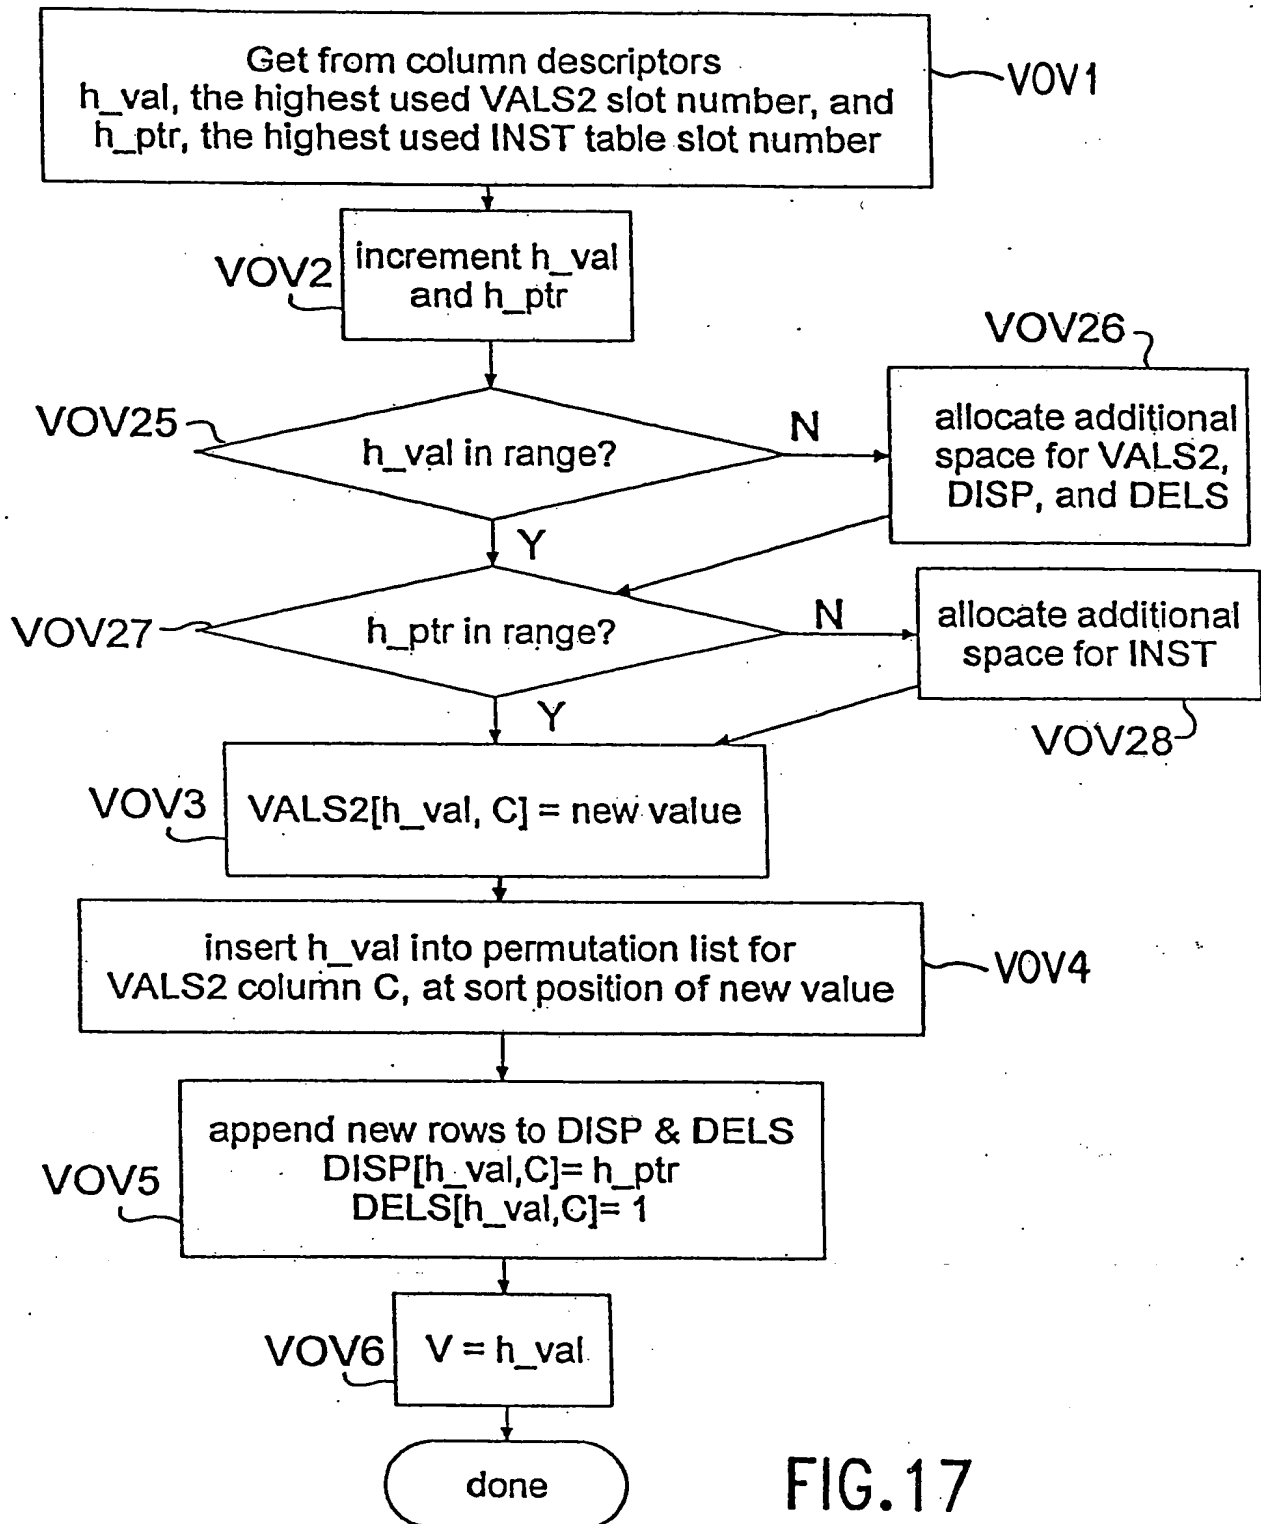 Get from column descriptors
h_val, the highest used VALS2 slot number, and
h_ptr, the highest used INST table slot number
VOV1
VOV2
increment h_val
and h_ptr
VOV26
VOV25
h_val in range?
N
allocate additional
space for VALS2,
DISP, and DELS
Y
VOV27
h_ptr in range?
N
allocate additional
space for INST
Y
VOV28
VOV3
VALS2[h_val, C] = new value
insert h_val into permutation list for
VALS2 column C, at sort position of new value
VOV4
append new rows to DISP & DELS
DISP[h_val,C]= h_ptr
DELS[h_val,C]= 1
VOV5
VOV6
V = h_val
done
FIG.17